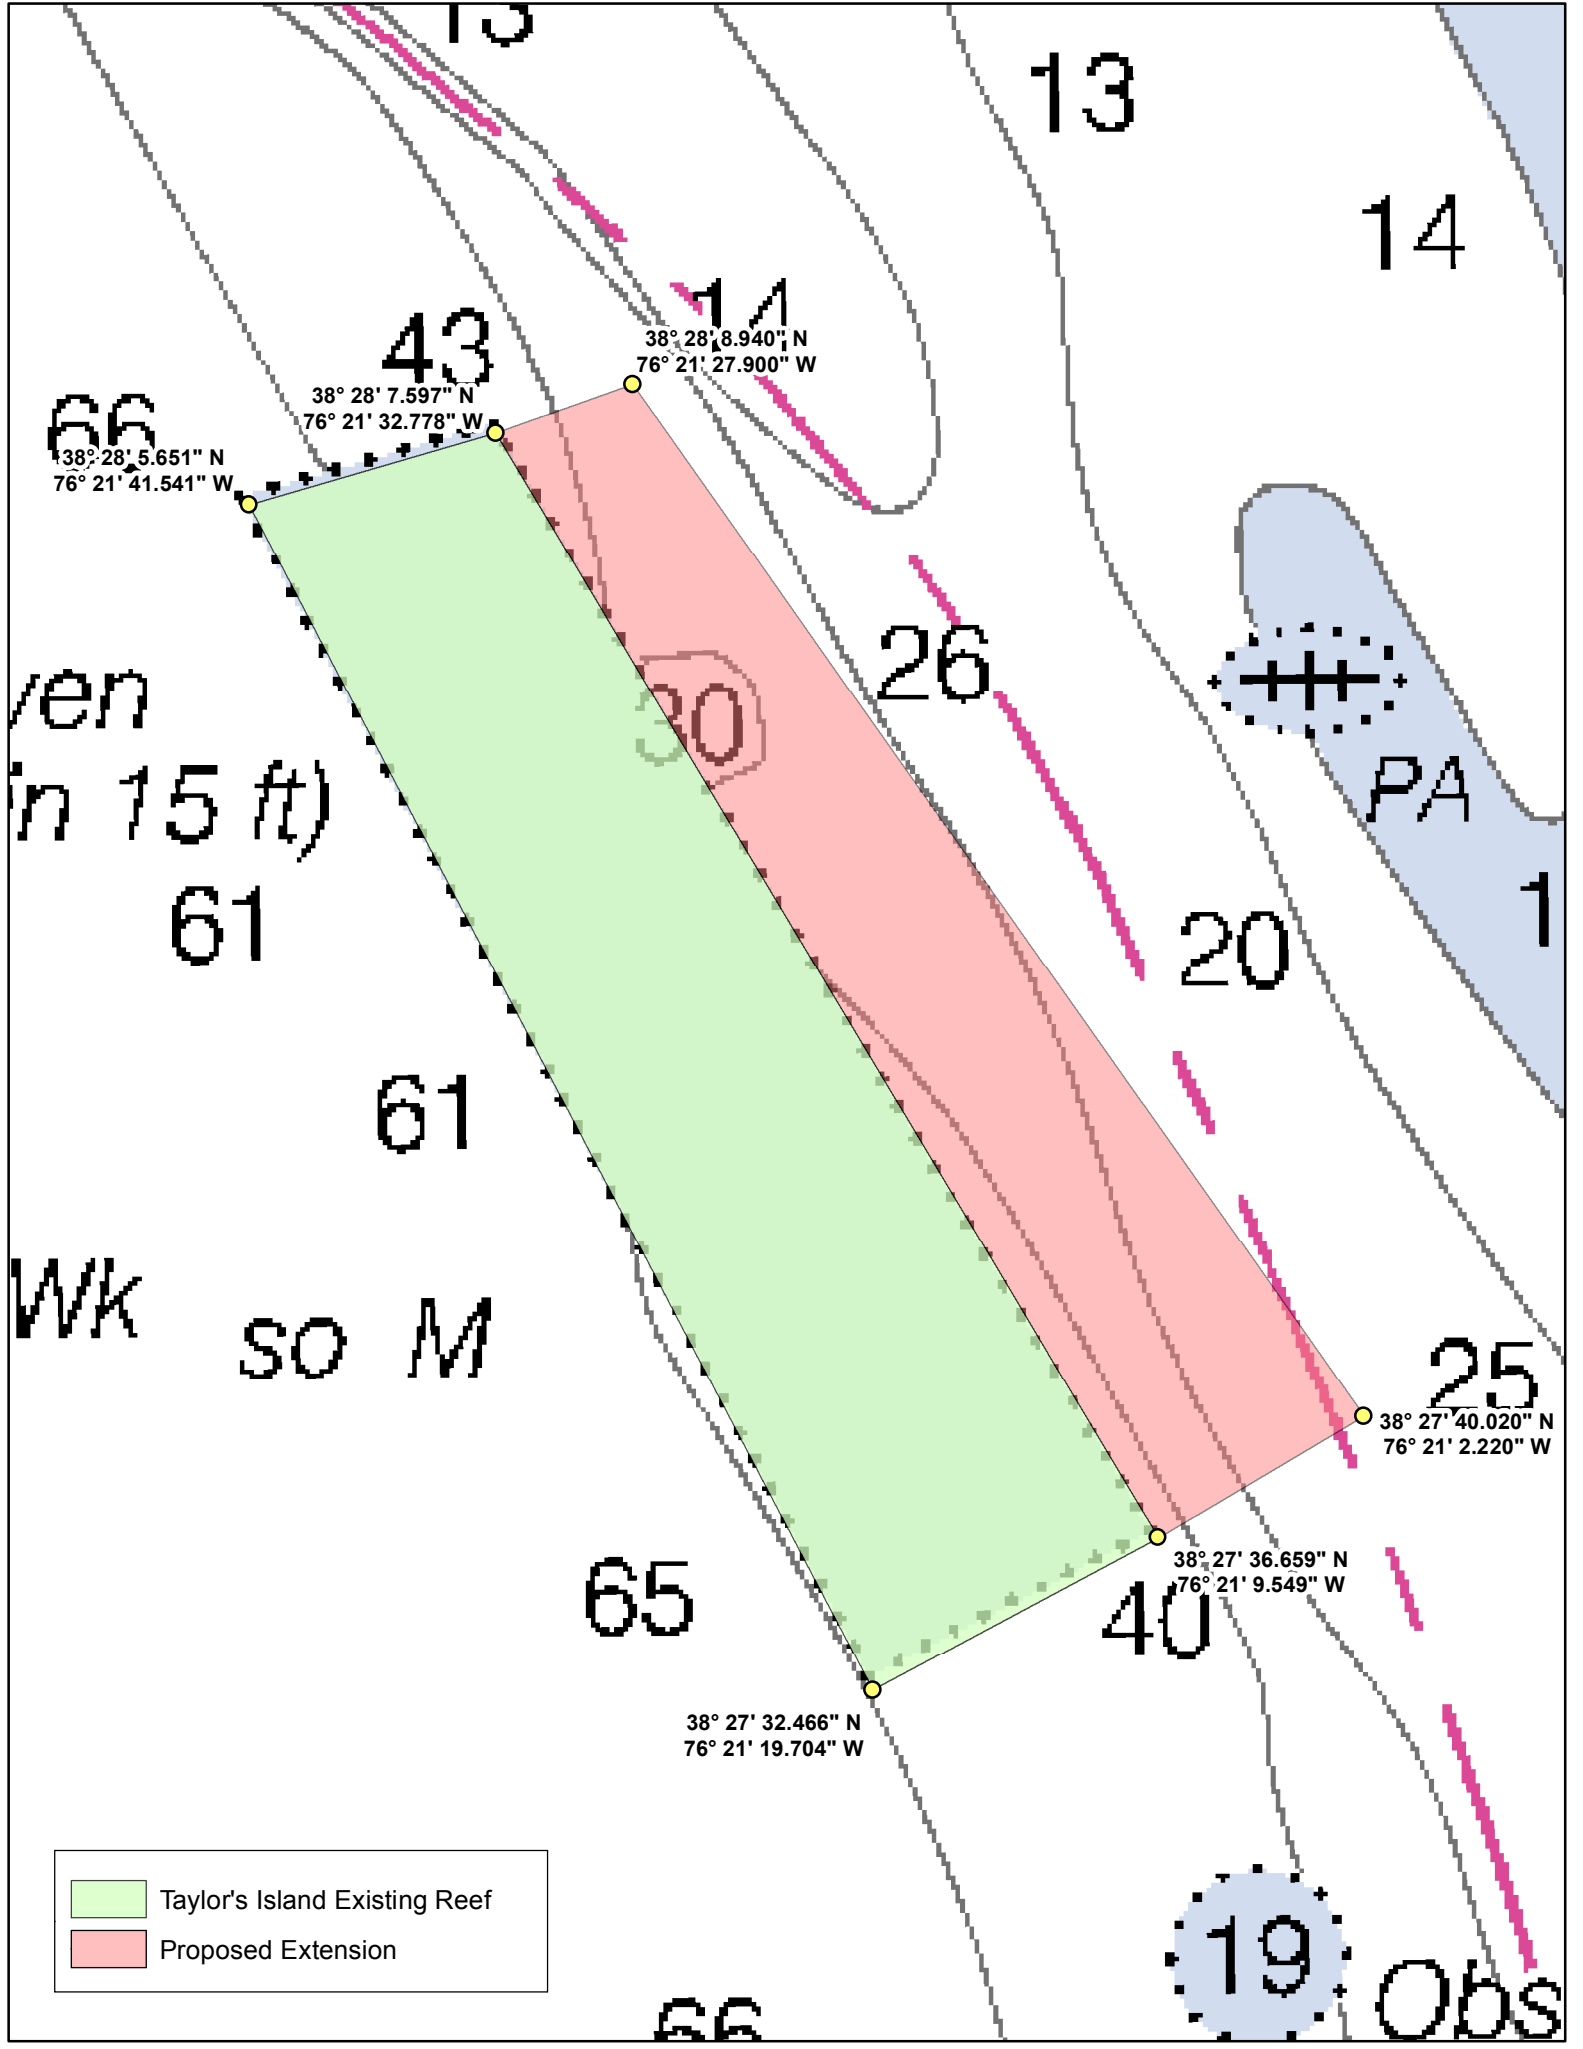 13
13
14
14
43
38° 28' 8.940" N
76° 21' 27.900" W
38° 28' 7.597" N
76° 21' 32.778" W
66
38° 28' 5.651" N
76° 21' 41.541" W
26
30
PA
in 15 ft)
61
1
20
61
Wk
so M
25
38° 27' 40.020" N
76° 21' 2.220" W
38° 27' 36.659" N
76° 21' 9.549" W
65
40
38° 27' 32.466" N
76° 21' 19.704" W
Taylor's Island Existing Reef
Proposed Extension
19
Obs
66